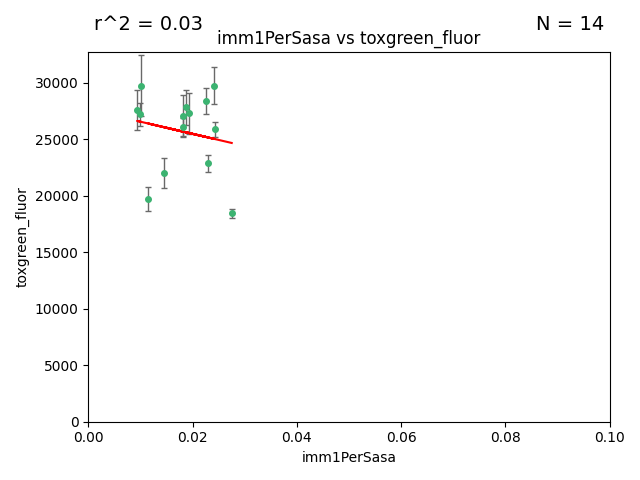 r^2 = 0.03
N = 14
imm1PerSasa vs toxgreen_fluor
30000
25000
20000
15000
10000
5000
0
toxgreen_fluor
0.00
0.02
0.04
0.06
0.08
0.10
imm1PerSasa